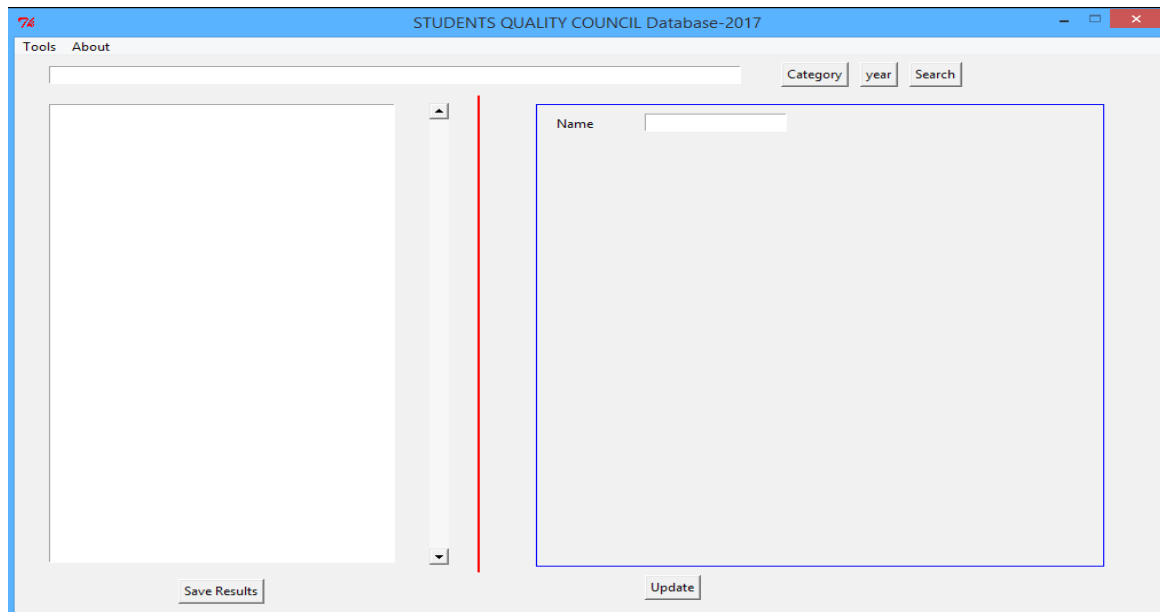 STUDENTS QUALITY COUNCIL Database-2017
Tools About
Category year Search
Name
Save Results Update